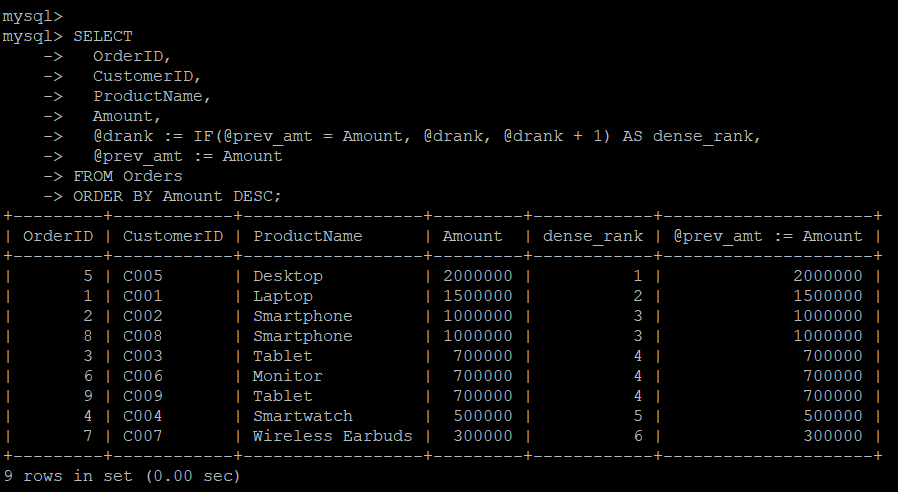 mysql>
mysql> SELECT
    ->   OrderID,
    ->   CustomerID,
    ->   ProductName,
    ->   Amount,
    ->   @drank := IF(@prev_amt = Amount, @drank, @drank + 1) AS dense_rank,
    ->   @prev_amt := Amount
    -> FROM Orders
    -> ORDER BY Amount DESC;
+---------+------------+------------------+---------+------------+---------------------+
| OrderID | CustomerID | ProductName      | Amount  | dense_rank | @prev_amt := Amount |
+---------+------------+------------------+---------+------------+---------------------+
|       5 | C005       | Desktop          | 2000000 |          1 |             2000000 |
|       1 | C001       | Laptop           | 1500000 |          2 |             1500000 |
|       2 | C002       | Smartphone       | 1000000 |          3 |             1000000 |
|       8 | C008       | Smartphone       | 1000000 |          3 |             1000000 |
|       3 | C003       | Tablet           |  700000 |          4 |              700000 |
|       6 | C006       | Monitor          |  700000 |          4 |              700000 |
|       9 | C009       | Tablet           |  700000 |          4 |              700000 |
|       4 | C004       | Smartwatch       |  500000 |          5 |              500000 |
|       7 | C007       | Wireless Earbuds |  300000 |          6 |              300000 |
+---------+------------+------------------+---------+------------+---------------------+
9 rows in set (0.00 sec)